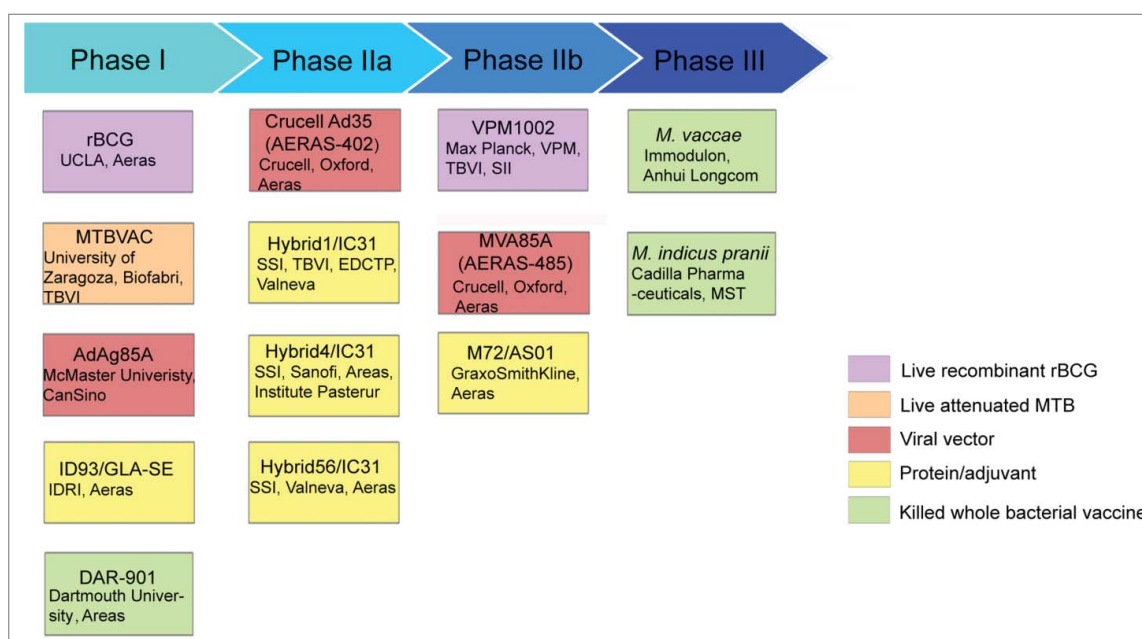 Phase I
Phase IIa
Phase IIb
Phase III
rBCG
UCLA, Aeras
MTBVAC
University of
Zaragoza, Biofabri,
TBVI
AdAg85A
McMaster Univeristy,
CanSino
ID93/GLA-SE
IDRI, Aeras
DAR-901
Dartmouth Univer-
sity, Areas
Crucell Ad35
(AERAS-402)
Crucell, Oxford,
Aeras
Hybrid1/IC31
SSI, TBVI, EDCTP,
Valneva
Hybrid4/IC31
SSI, Sanofi, Areas,
Institute Pasterur
Hybrid56/IC31
SSI, Valneva, Aeras
VPM1002
Max Planck, VPM,
TBVI, SII
MVA85A
(AERAS-485)
Crucell, Oxford,
Aeras
M72/AS01
GraxoSmithKline,
Aeras
M. vaccae
Immodulon,
Anhui Longcom
M. indicus pranii
Cadilla Pharma
-ceuticals, MST
Live recombinant rBCG
Live attenuated MTB
Viral vector
Protein/adjuvant
Killed whole bacterial vaccine